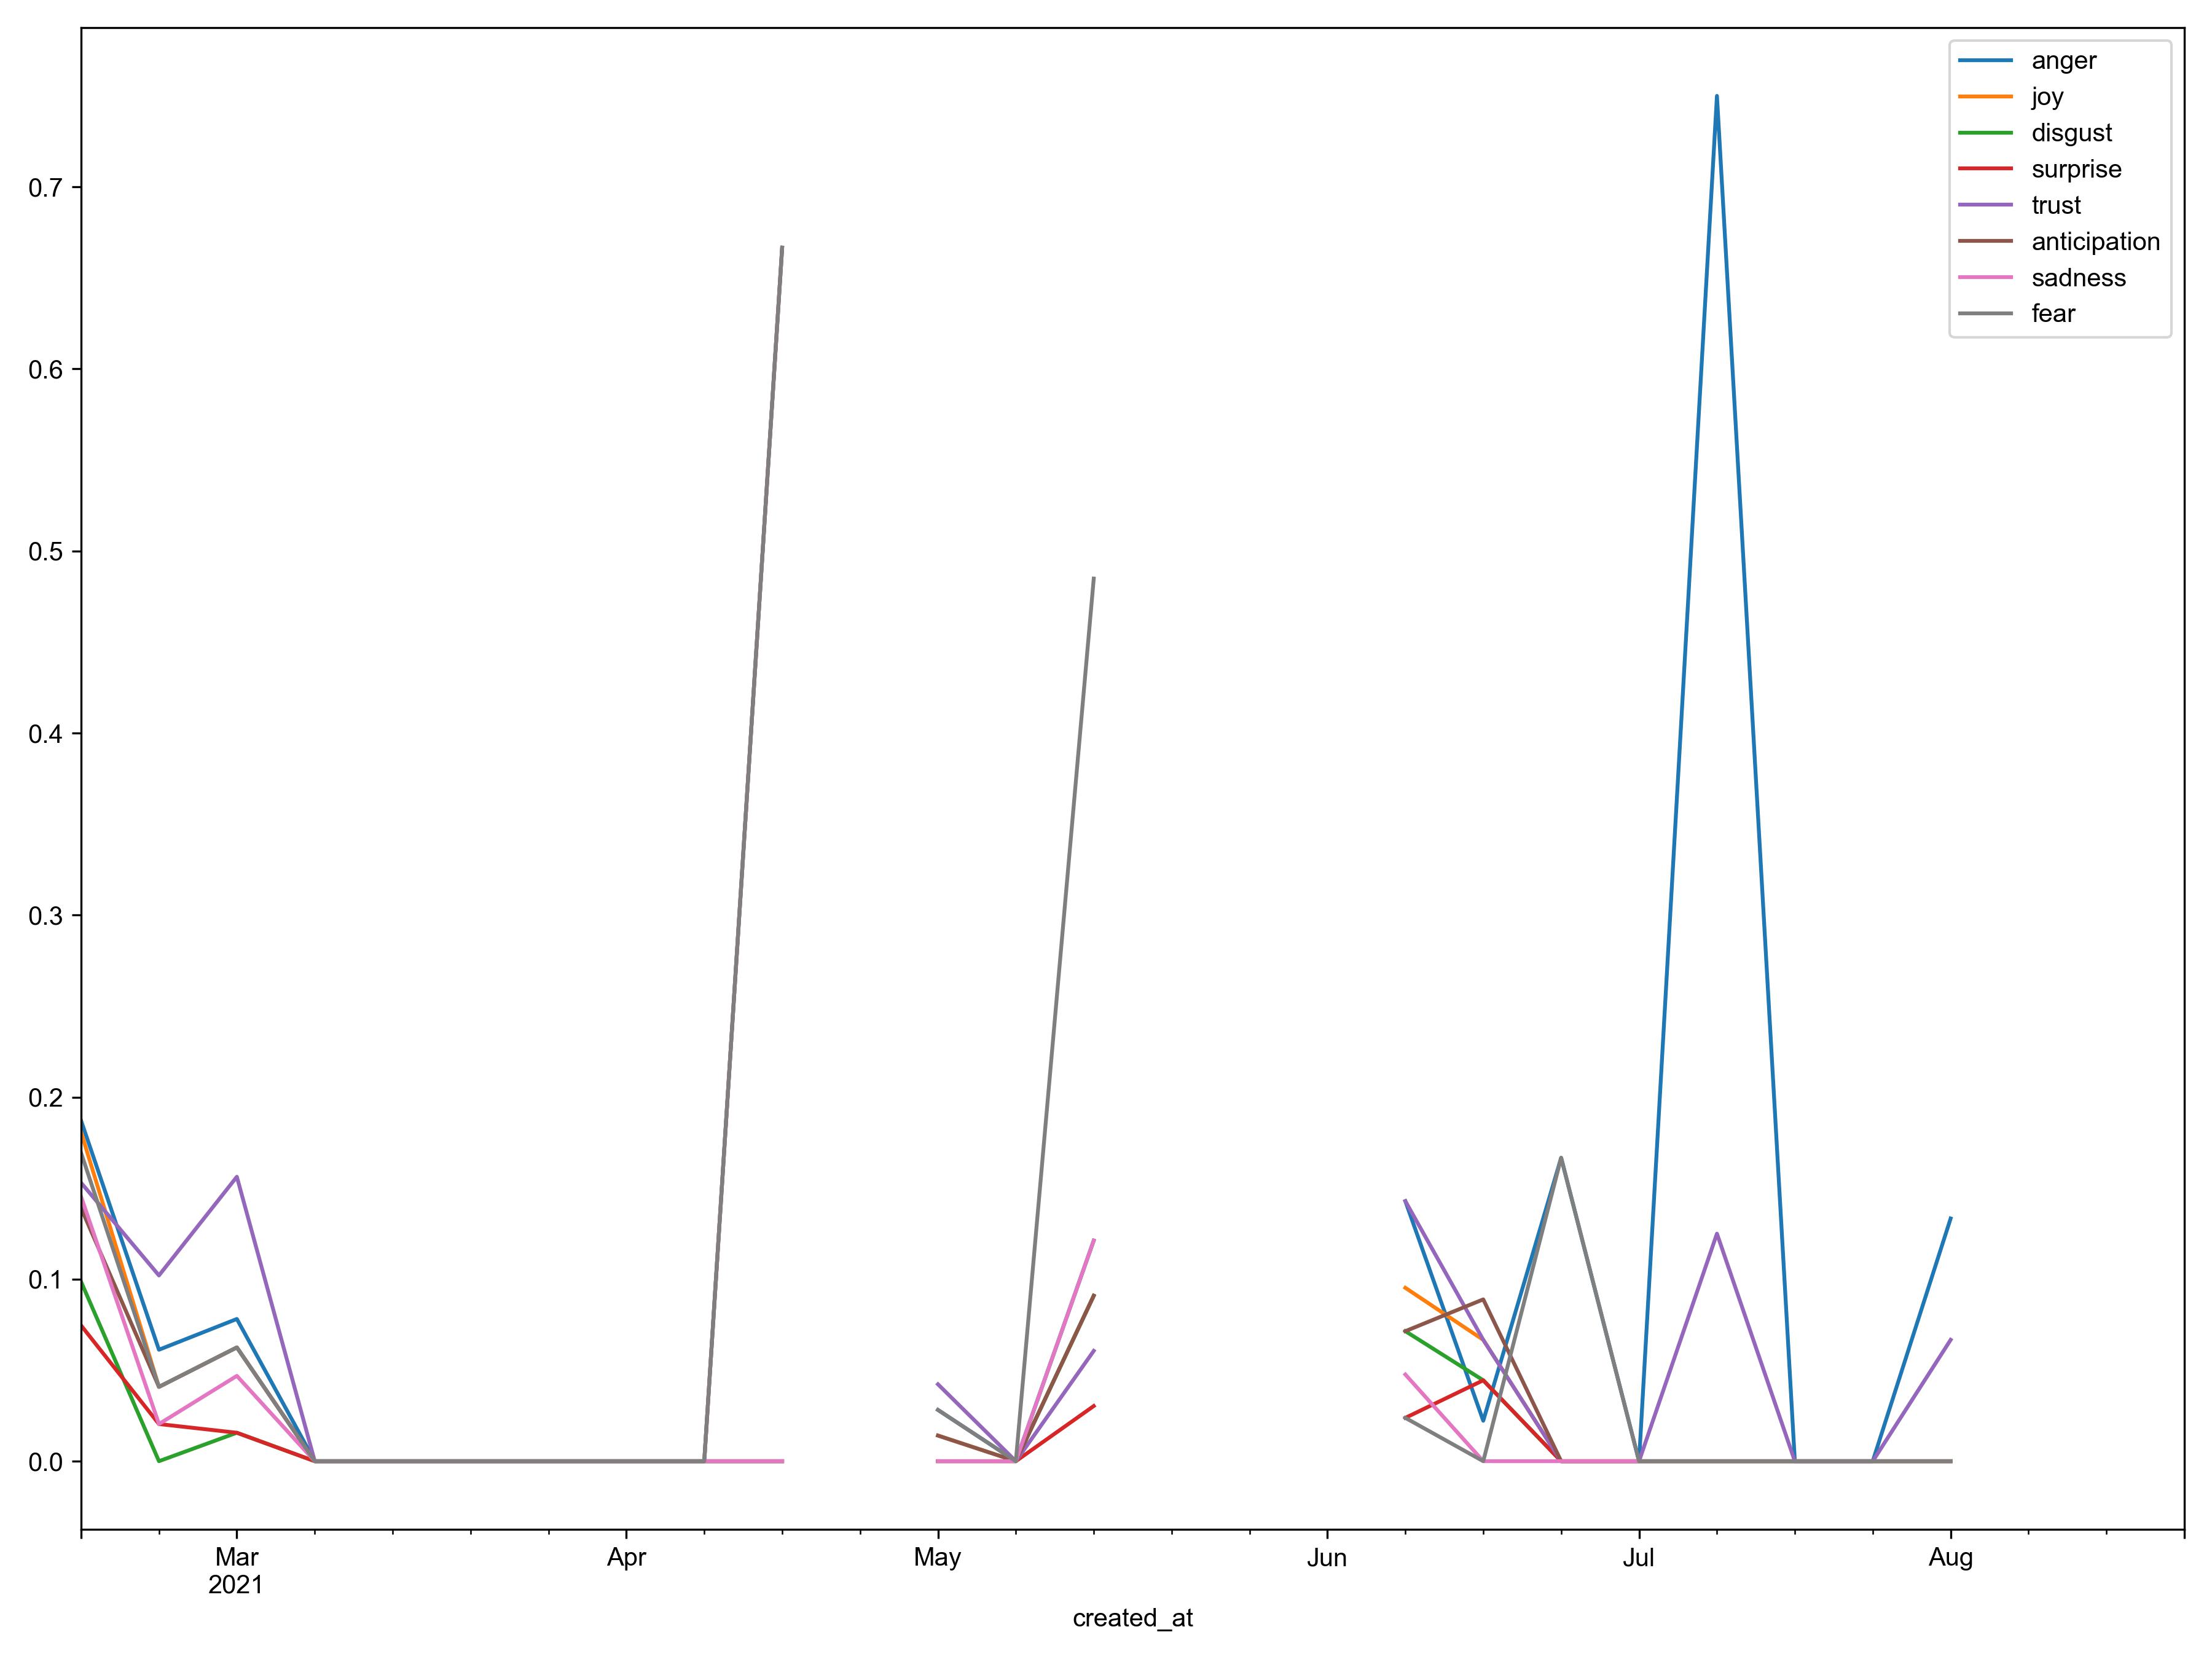 anger
joy
disgust
surprise
trust
anticipation
sadness
fear
0.7
0.6
0.5
0.4
0.3
0.2
0.1
0.0
Mar
2021
Apr
May
Jun
Jul
Aug
created_at